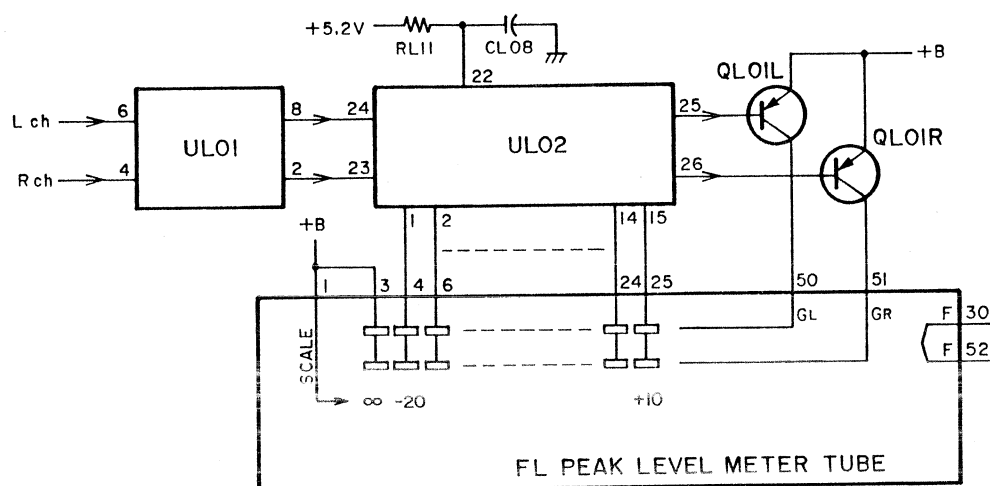 +5.2V
RL11
CL08
22
+B
QL01L
QL01R
L ch
6
8
24
25
R ch
4
2
23
26
UL01
UL02
+B
1
2
14
15
1
3
4
6
24
25
50
51
GL
GR
F
30
F
52
SCALE
∞
-20
+10
FL PEAK LEVEL METER TUBE